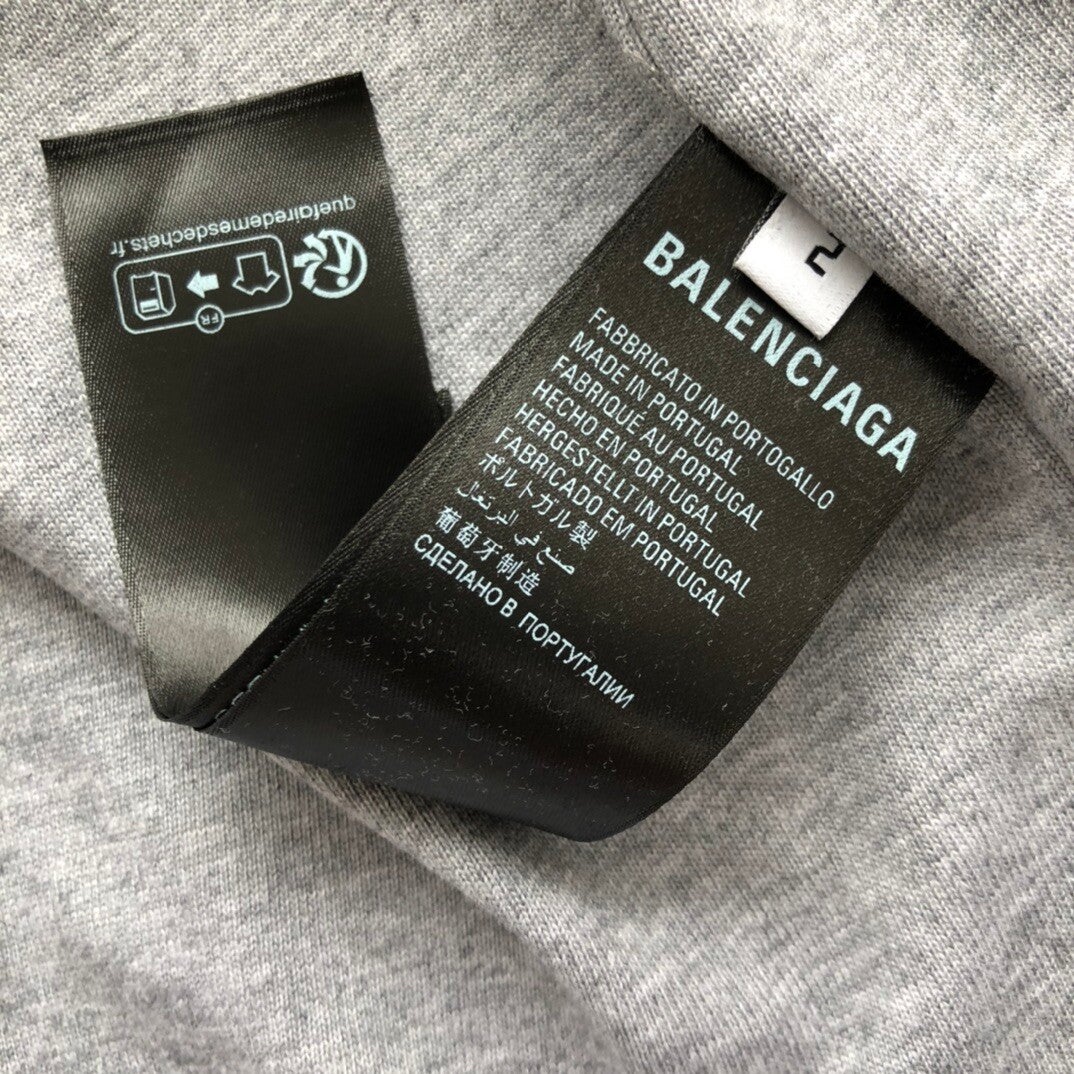 quefairedemesdechets.fr
FR
2
BALENCIAGA
FABBRICATO IN PORTOGALLO
MADE IN PORTUGAL
FABRIQUÉ AU PORTUGAL
HECHO EN PORTUGAL
HERGESTELLT IN PORTUGAL
FABRICADO EM PORTUGAL
ポルトガル製
صنع في البرتغال
葡萄牙制造
СДЕЛАНО В ПОРТУГАЛИИ